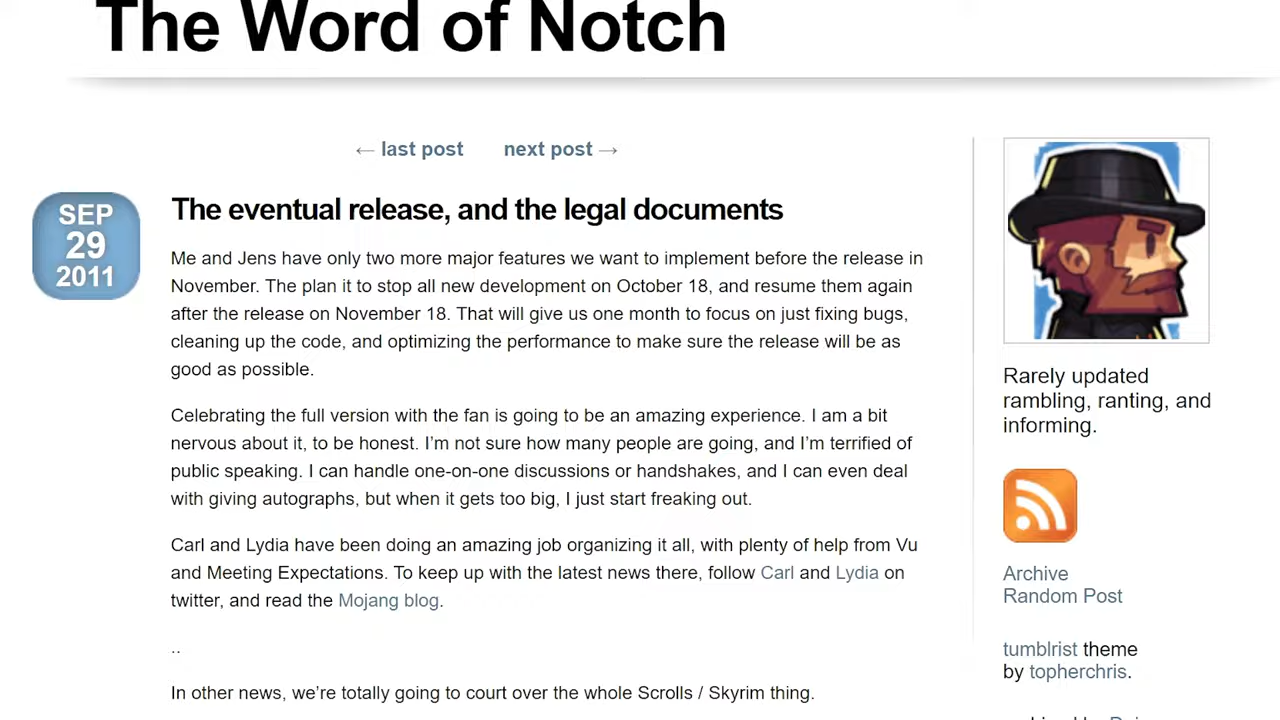 The Word of Notch
← last post next post →
SEP
29
2011
The eventual release, and the legal documents
Me and Jens have only two more major features we want to implement before the release in
November. The plan it to stop all new development on October 18, and resume them again
after the release on November 18. That will give us one month to focus on just fixing bugs,
cleaning up the code, and optimizing the performance to make sure the release will be as
good as possible.
Celebrating the full version with the fan is going to be an amazing experience. I am a bit
nervous about it, to be honest. I’m not sure how many people are going, and I’m terrified of
public speaking. I can handle one-on-one discussions or handshakes, and I can even deal
with giving autographs, but when it gets too big, I just start freaking out.
Carl and Lydia have been doing an amazing job organizing it all, with plenty of help from Vu
and Meeting Expectations. To keep up with the latest news there, follow Carl and Lydia on
twitter, and read the Mojang blog.
..
In other news, we’re totally going to court over the whole Scrolls / Skyrim thing.
Rarely updated
rambling, ranting, and
informing.
Archive
Random Post
tumblrist theme
by topherchris.